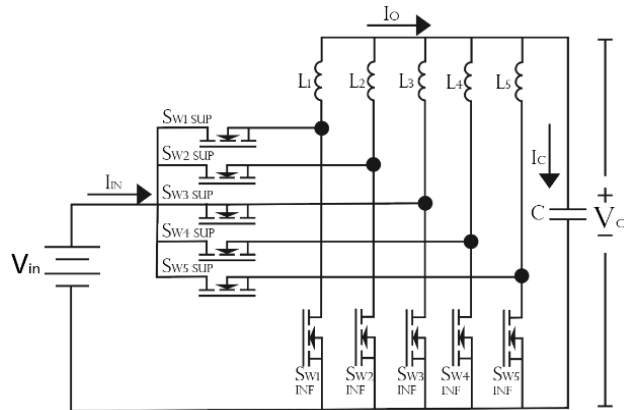 IO
L1 L2 L3 L4 L5
SW1 SUP
SW2 SUP
IC
IIN
SW3 SUP
C
+
VC
−
SW4 SUP
Vin
SW5 SUP
SW1 SW2 SW3 SW4 SW5
INF INF INF INF INF